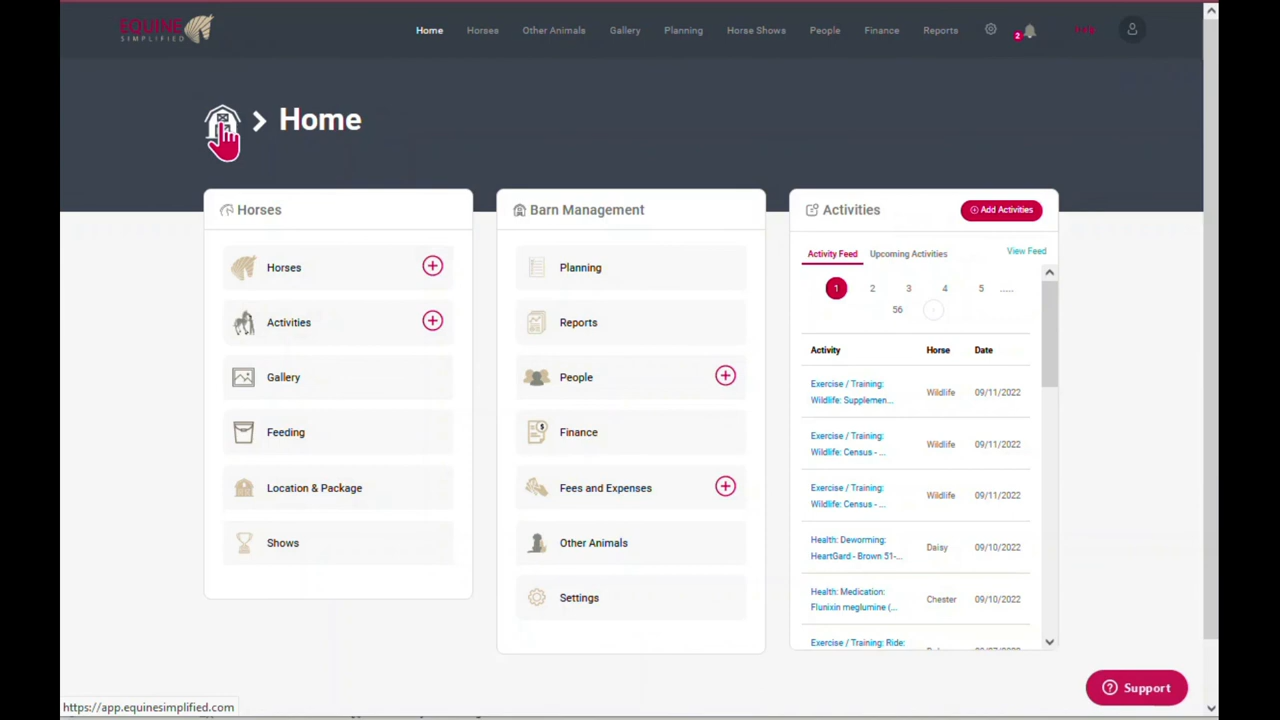 EQUINE
SIMPLIFIED
Home Horses Other Animals Gallery Planning Horse Shows People Finance Reports 2 Help
Home
Horses
Horses
Activities
Gallery
Feeding
Location & Package
Shows
Barn Management
Planning
Reports
People
Finance
Fees and Expenses
Other Animals
Settings
Activities
Add Activities
Activity Feed Upcoming Activities View Feed
1 2 3 4 5 .....
56
Activity Horse Date
Exercise / Training:
Wildlife: Supplemen... Wildlife 09/11/2022
Exercise / Training:
Wildlife: Census - ... Wildlife 09/11/2022
Exercise / Training:
Wildlife: Census - ... Wildlife 09/11/2022
Health: Deworming:
HeartGard - Brown 51-... Daisy 09/10/2022
Health: Medication:
Flunixin meglumine (... Chester 09/10/2022
Exercise / Training: Ride:
Support
https://app.equinesimplified.com